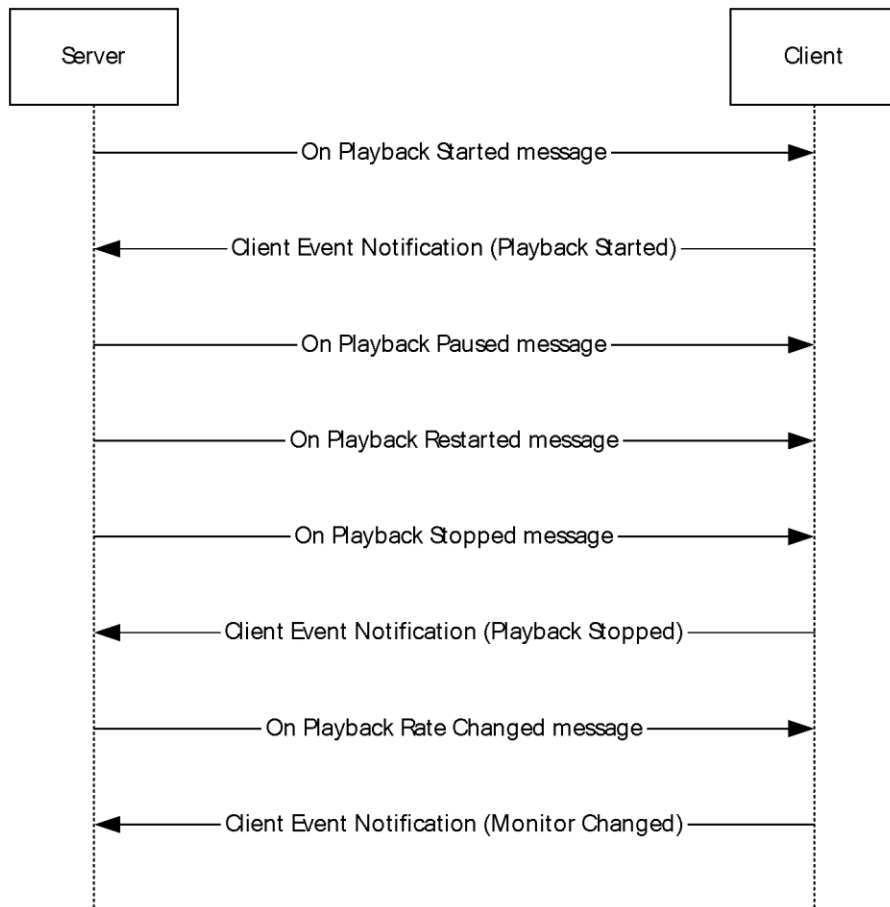 Server
Client
On Playback Started message
Client Event Notification (Playback Started)
On Playback Paused message
On Playback Restarted message
On Playback Stopped message
Client Event Notification (Playback Stopped)
On Playback Rate Changed message
Client Event Notification (Monitor Changed)